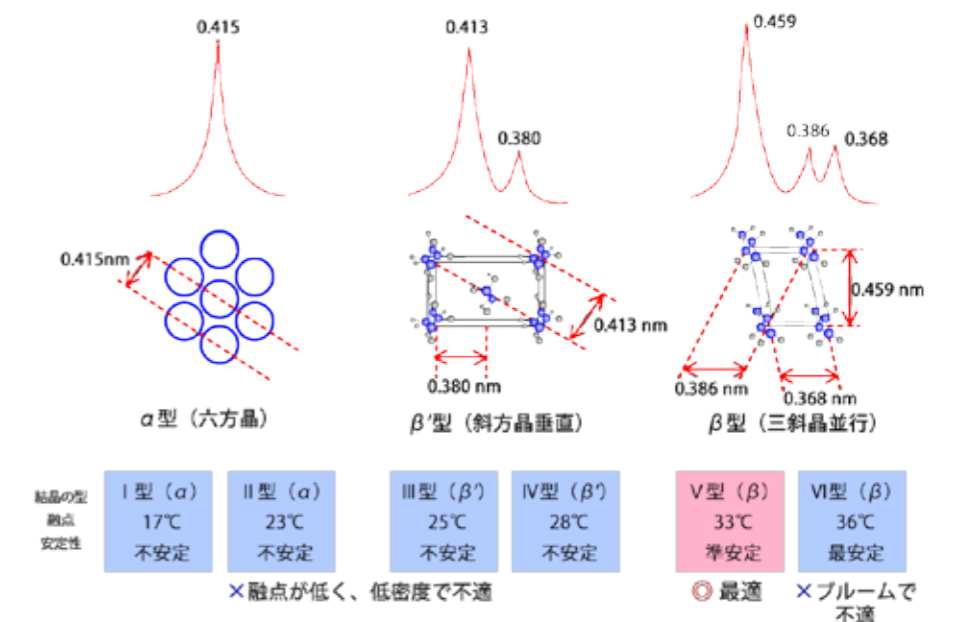 0.415
0.413
0.380
0.459
0.386
0.368
0.415nm
0.413 nm
0.380 nm
0.459 nm
0.386 nm
0.368 nm
α型（六方晶）
β′型（斜方晶垂直）
β型（三斜晶並行）
結晶の型
融点
安定性
Ⅰ型（α）
17℃
不安定
Ⅱ型（α）
23℃
不安定
Ⅲ型（β′）
25℃
不安定
Ⅳ型（β′）
28℃
不安定
Ⅴ型（β）
33℃
準安定
Ⅵ型（β）
36℃
最安定
×融点が低く、低密度で不適
◎ 最適
×ブルームで
不適